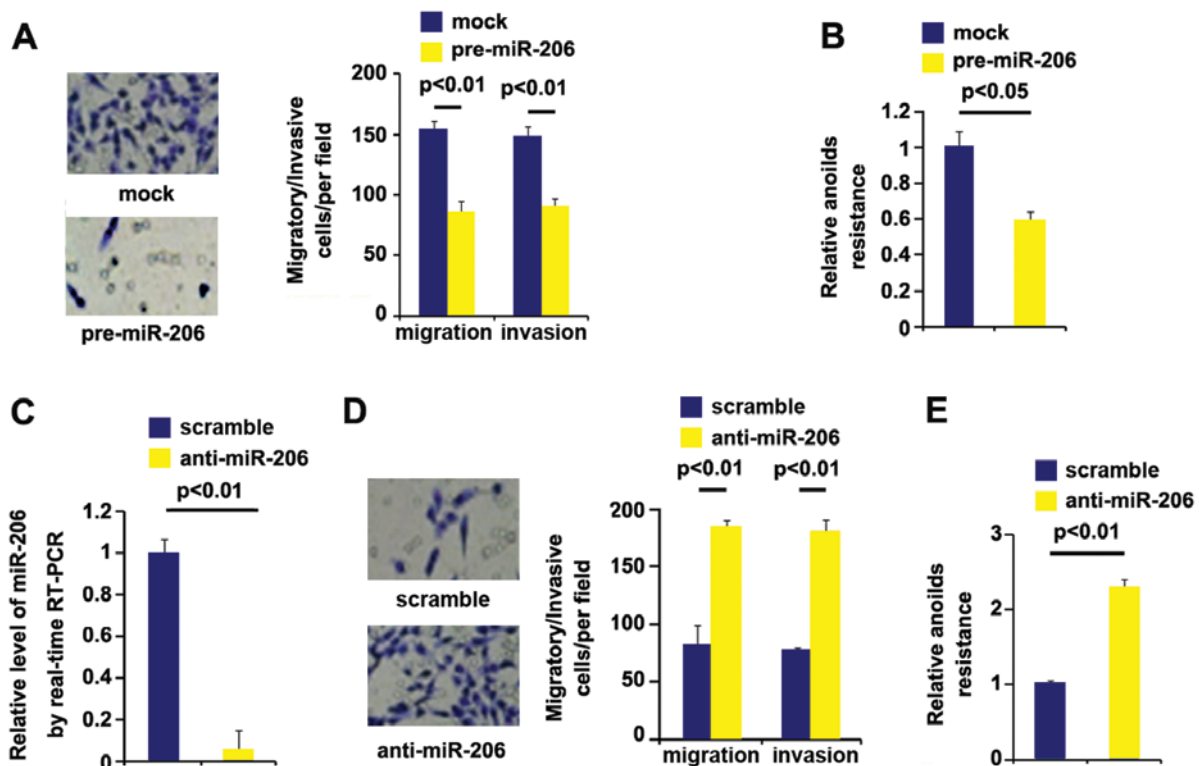 A
mock
pre-miR-206
mock
pre-miR-206
Migratory/Invasive
cells/per field
200
150
100
50
0
p<0.01
p<0.01
migration
invasion
B
mock
pre-miR-206
p<0.05
Relative anoilds
resistance
1.2
1
0.8
0.6
0.4
0.2
0
C
scramble
anti-miR-206
p<0.01
Relative level of miR-206
by real-time RT-PCR
1.2
1
0.8
0.6
0.4
0.2
0
D
scramble
anti-miR-206
scramble
anti-miR-206
p<0.01
p<0.01
Migratory/Invasive
cells/per field
200
150
100
50
0
migration
invasion
E
scramble
anti-miR-206
p<0.01
Relative anoilds
resistance
3
2
1
0